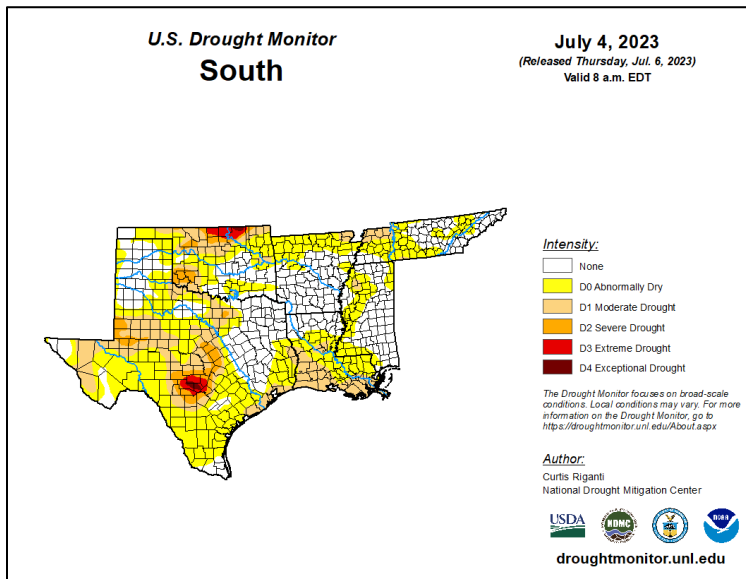 U.S. Drought Monitor
South
July 4, 2023
(Released Thursday, Jul. 6, 2023)
Valid 8 a.m. EDT
Intensity:
None
D0 Abnormally Dry
D1 Moderate Drought
D2 Severe Drought
D3 Extreme Drought
D4 Exceptional Drought
The Drought Monitor focuses on broad-scale
conditions. Local conditions may vary. For more
information on the Drought Monitor, go to
https://droughtmonitor.unl.edu/About.aspx
Author:
Curtis Riganti
National Drought Mitigation Center
USDA
NDMC
NOAA
droughtmonitor.unl.edu